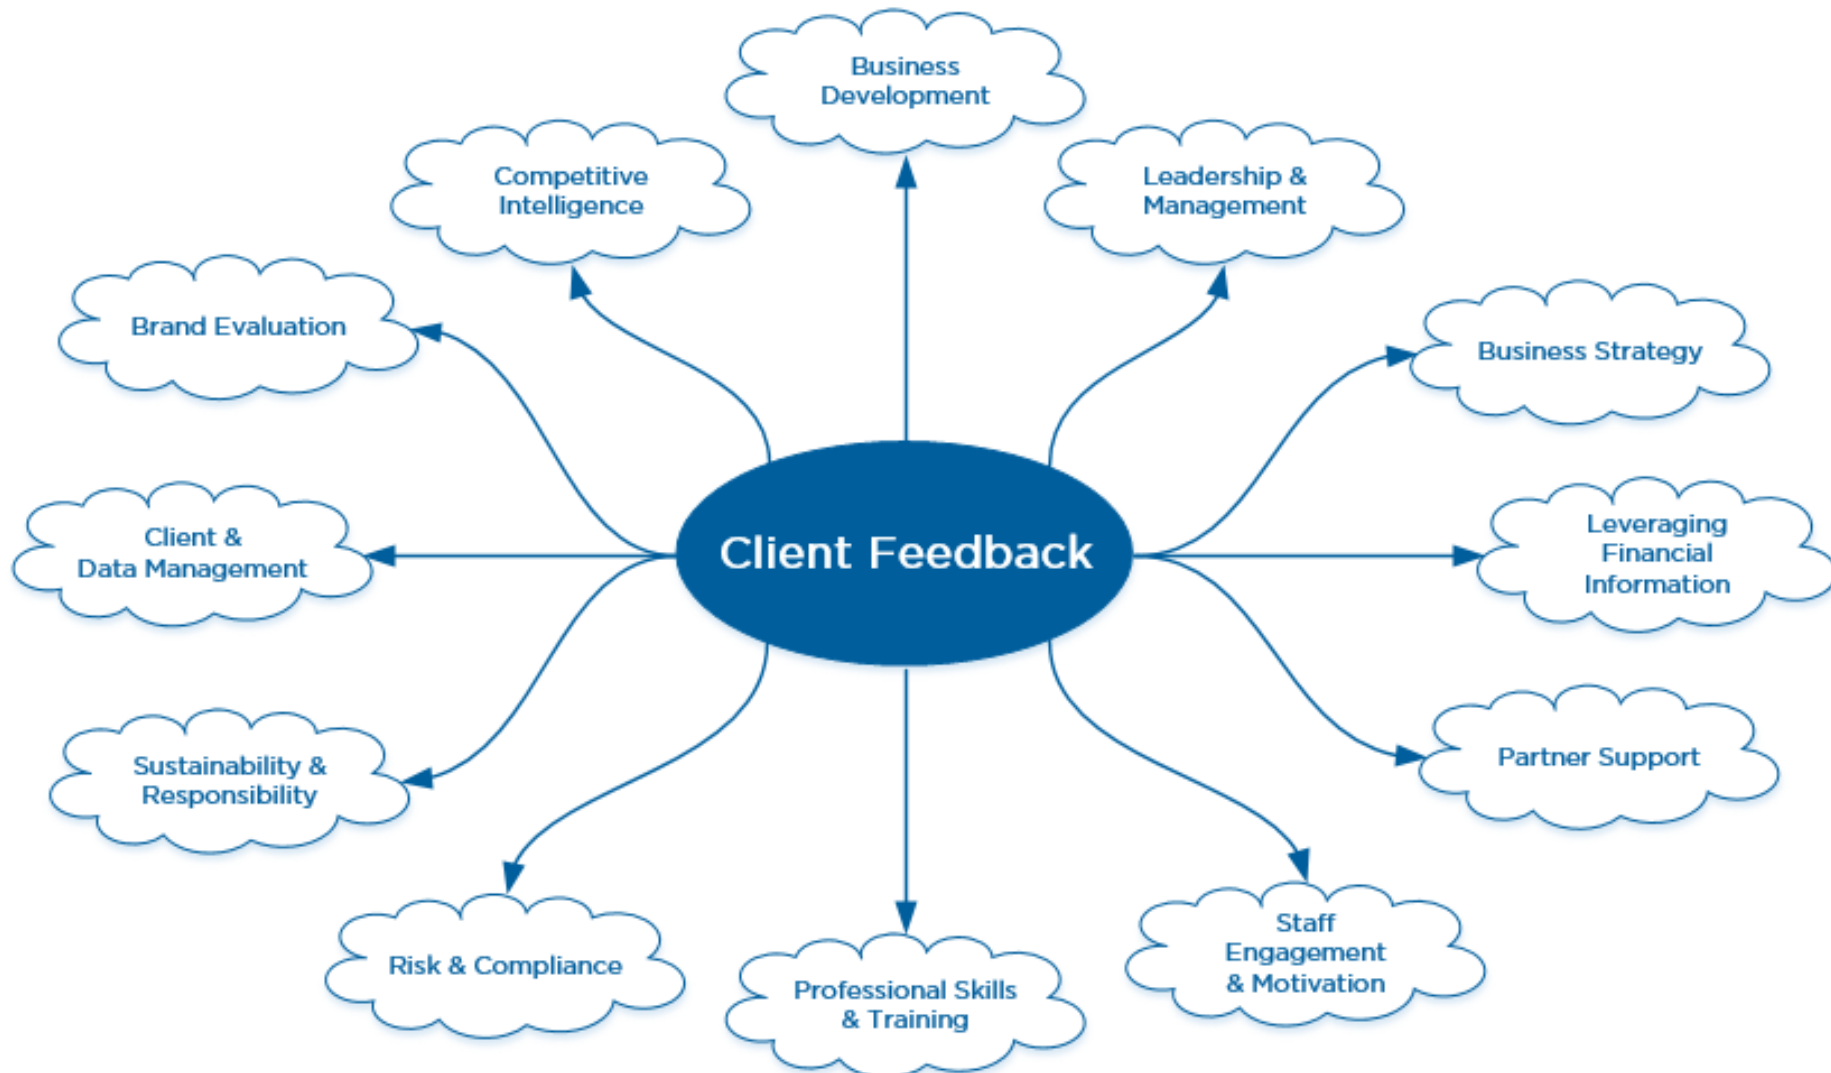 Business
Development
Competitive
Intelligence
Leadership &
Management
Brand Evaluation
Business Strategy
Client Feedback
Client &
Data Management
Leveraging
Financial
Information
Sustainability &
Responsibility
Partner Support
Risk & Compliance
Professional Skills
& Training
Staff
Engagement
& Motivation